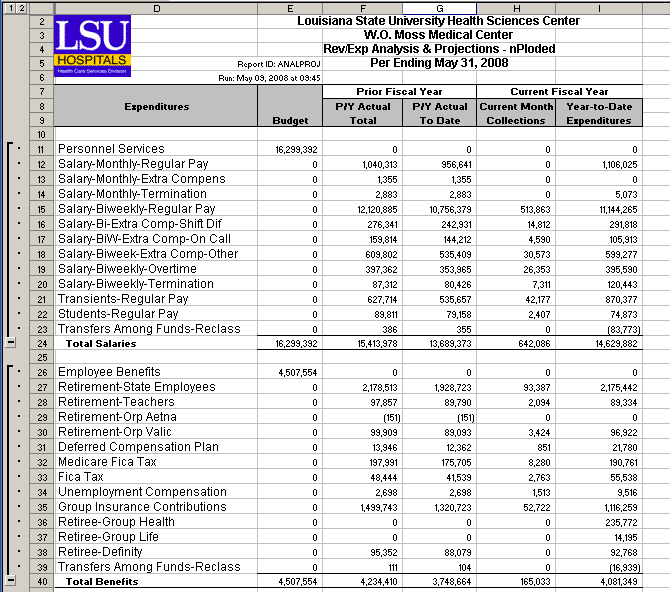 1 2 D E F G H I
2 Louisiana State University Health Sciences Center
3 LSU W.O. Moss Medical Center
4 HOSPITALS Rev/Exp Analysis & Projections - nPloded
5 Health Care Services Division Report ID: ANALPROJ Per Ending May 31, 2008
6 Run: May 09, 2008 at 09:45
7 Prior Fiscal Year Current Fiscal Year
8 Expenditures P/Y Actual P/Y Actual Current Month Year-to-Date
9 Budget Total To Date Collections Expenditures
10
11 Personnel Services 16,299,392 0 0 0 0
12 Salary-Monthly-Regular Pay 0 1,040,313 956,641 0 1,106,025
13 Salary-Monthly-Extra Compens 0 1,355 1,355 0 0
14 Salary-Monthly-Termination 0 2,883 2,883 0 5,073
15 Salary-Biweekly-Regular Pay 0 12,120,885 10,756,379 513,863 11,144,265
16 Salary-Bi-Extra Comp-Shift Dif 0 276,341 242,931 14,812 291,818
17 Salary-BiW-Extra Comp-On Call 0 159,814 144,212 4,590 105,913
18 Salary-Biweek-Extra Comp-Other 0 609,802 535,409 30,573 599,277
19 Salary-Biweekly-Overtime 0 397,362 353,965 26,353 395,590
20 Salary-Biweekly-Termination 0 87,312 80,426 7,311 120,443
21 Transients-Regular Pay 0 627,714 535,657 42,177 870,377
22 Students-Regular Pay 0 89,811 79,158 2,407 74,873
23 Transfers Among Funds-Reclass 0 386 355 0 (83,773)
24 Total Salaries 16,299,392 15,413,978 13,689,373 642,086 14,629,882
25
26 Employee Benefits 4,507,554 0 0 0 0
27 Retirement-State Employees 0 2,178,513 1,928,723 93,387 2,175,442
28 Retirement-Teachers 0 97,857 89,790 2,094 89,334
29 Retirement-Orp Aetna 0 (151) (151) 0 0
30 Retirement-Orp Valic 0 99,909 89,093 3,424 96,922
31 Deferred Compensation Plan 0 13,946 12,362 851 21,780
32 Medicare Fica Tax 0 197,991 175,705 8,280 190,761
33 Fica Tax 0 48,444 41,539 2,763 55,538
34 Unemployment Compensation 0 2,698 2,698 1,513 9,516
35 Group Insurance Contributions 0 1,499,743 1,320,723 52,722 1,116,259
36 Retiree-Group Health 0 0 0 0 235,772
37 Retiree-Group Life 0 0 0 0 14,195
38 Retiree-Definity 0 95,352 88,079 0 92,768
39 Transfers Among Funds-Reclass 0 111 104 0 (16,939)
40 Total Benefits 4,507,554 4,234,410 3,748,664 165,033 4,081,349